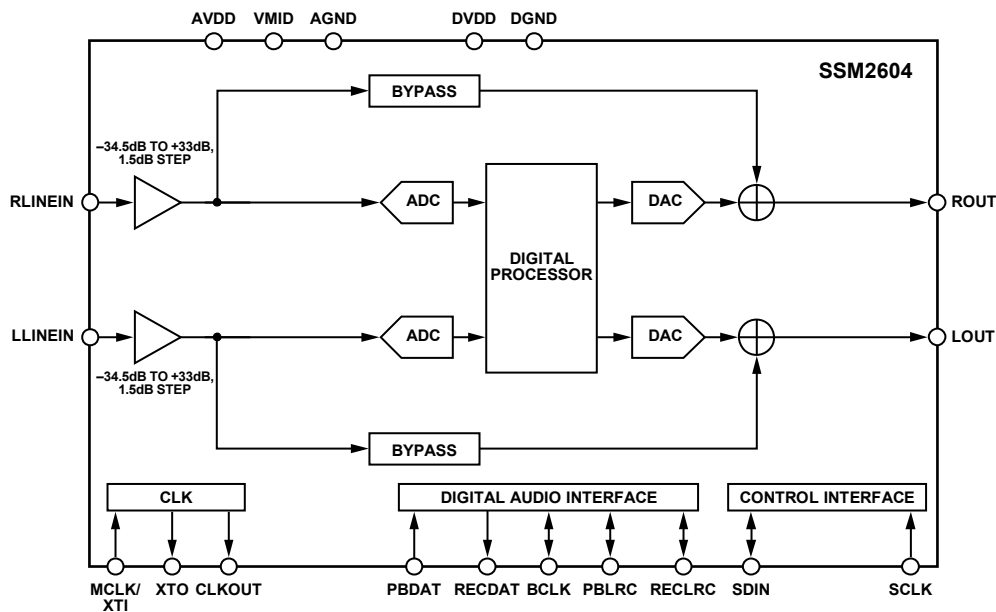 AVDD VMID AGND DVDD DGND
SSM2604
BYPASS
–34.5dB TO +33dB,
1.5dB STEP
RLINEIN
ADC
DAC
ROUT
DIGITAL
PROCESSOR
LLINEIN
ADC
DAC
LOUT
–34.5dB TO +33dB,
1.5dB STEP
BYPASS
CLK
DIGITAL AUDIO INTERFACE
CONTROL INTERFACE
MCLK/
XTI
XTO CLKOUT
PBDAT RECDAT BCLK PBLRC RECLRC
SDIN
SCLK